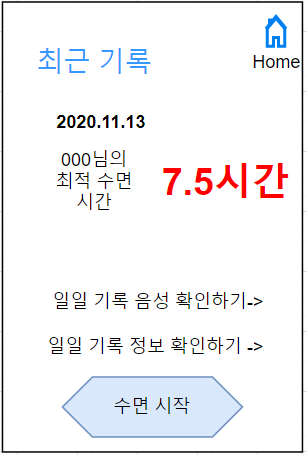 최근 기록
Home
2020.11.13
000님의
최적 수면
시간
7.5시간
일일 기록 음성 확인하기->
일일 기록 정보 확인하기 ->
수면 시작